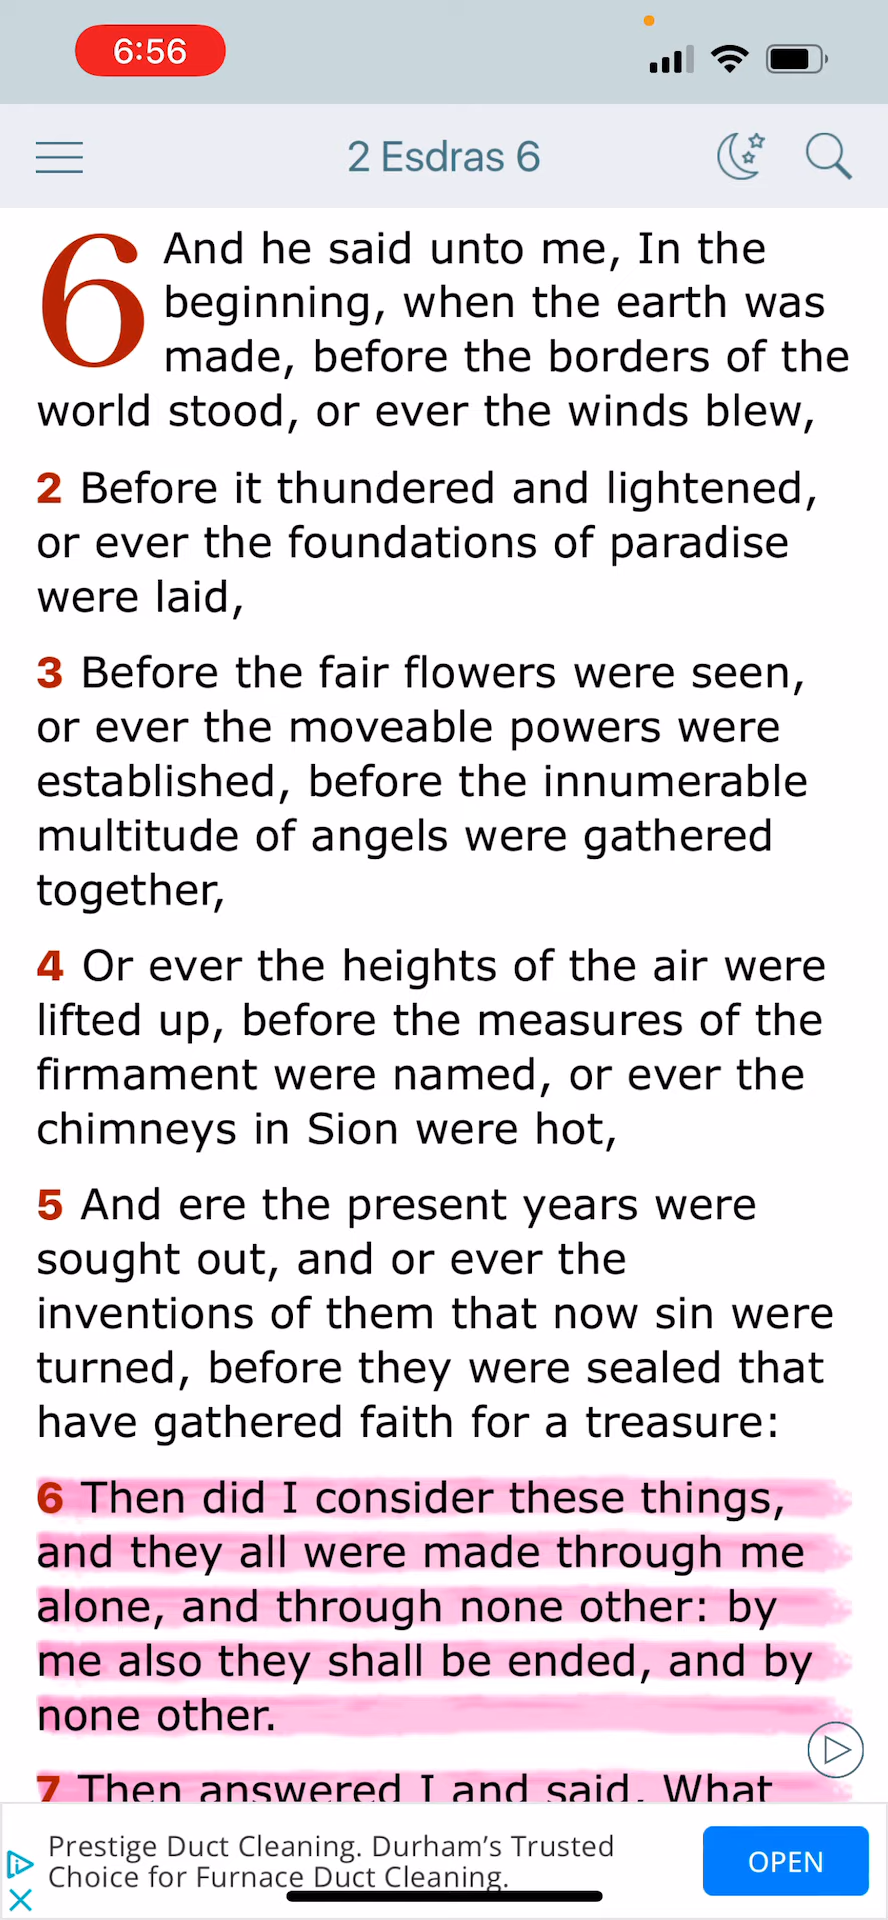 6:56
2 Esdras 6
6 And he said unto me, In the
beginning, when the earth was
made, before the borders of the
world stood, or ever the winds blew,
2 Before it thundered and lightened,
or ever the foundations of paradise
were laid,
3 Before the fair flowers were seen,
or ever the moveable powers were
established, before the innumerable
multitude of angels were gathered
together,
4 Or ever the heights of the air were
lifted up, before the measures of the
firmament were named, or ever the
chimneys in Sion were hot,
5 And ere the present years were
sought out, and or ever the
inventions of them that now sin were
turned, before they were sealed that
have gathered faith for a treasure:
6 Then did I consider these things,
and they all were made through me
alone, and through none other: by
me also they shall be ended, and by
none other.
7 Then answered I and said, What
Prestige Duct Cleaning. Durham's Trusted
Choice for Furnace Duct Cleaning.
OPEN